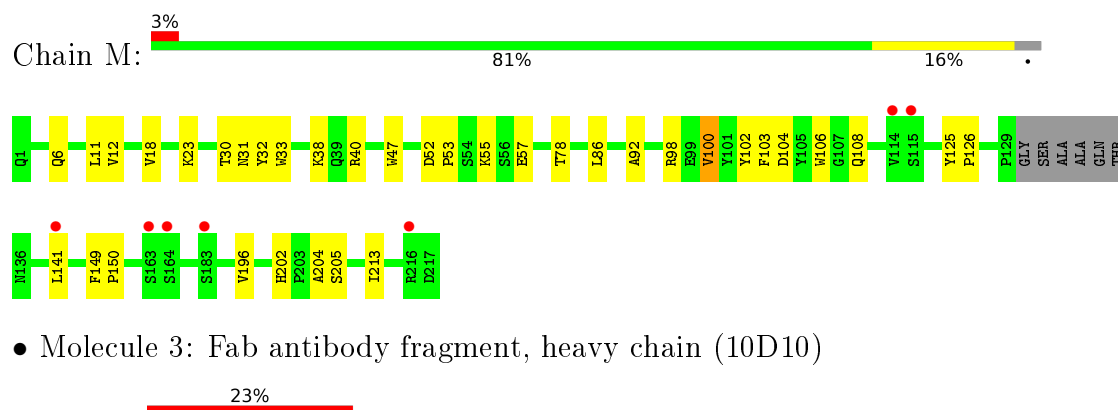 3%
Chain M:
81% 16% •
Q1 Q6 L11 V12 V18 K23 T30 N31 Y32 W33 K38 Q39 R40 W47 D52 P53 S54 K55 S56 E57 T78 L86 A92 R98 E99 V100 Y101 Y102 F103 D104 Y105 W106 G107 Q108 V114 S115 Y125 P126 P129 GLY SER ALA ALA GLN THR
N136 L141 F149 P150 S163 S164 S183 V196 H202 P203 A204 S205 I213 R216 D217
• Molecule 3: Fab antibody fragment, heavy chain (10D10)
23%